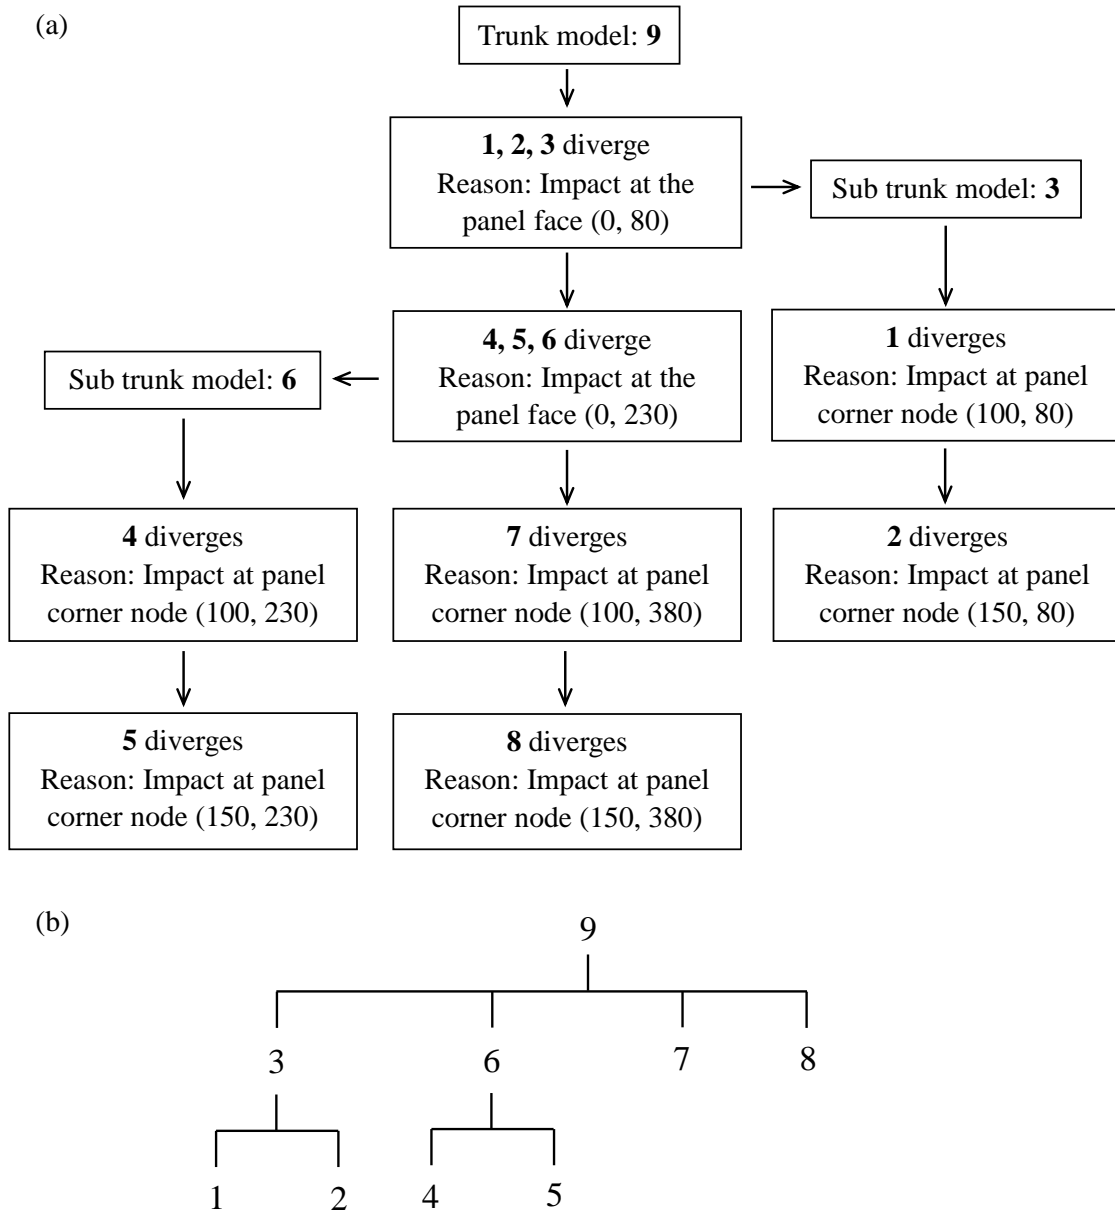 (a)
Trunk model: 9
1, 2, 3 diverge
Reason: Impact at the
panel face (0, 80)
Sub trunk model: 3
4, 5, 6 diverge
Reason: Impact at the
panel face (0, 230)
Sub trunk model: 6
1 diverges
Reason: Impact at panel
corner node (100, 80)
4 diverges
Reason: Impact at panel
corner node (100, 230)
7 diverges
Reason: Impact at panel
corner node (100, 380)
2 diverges
Reason: Impact at panel
corner node (150, 80)
5 diverges
Reason: Impact at panel
corner node (150, 230)
8 diverges
Reason: Impact at panel
corner node (150, 380)
(b)
9
3 6 7 8
1 2 4 5